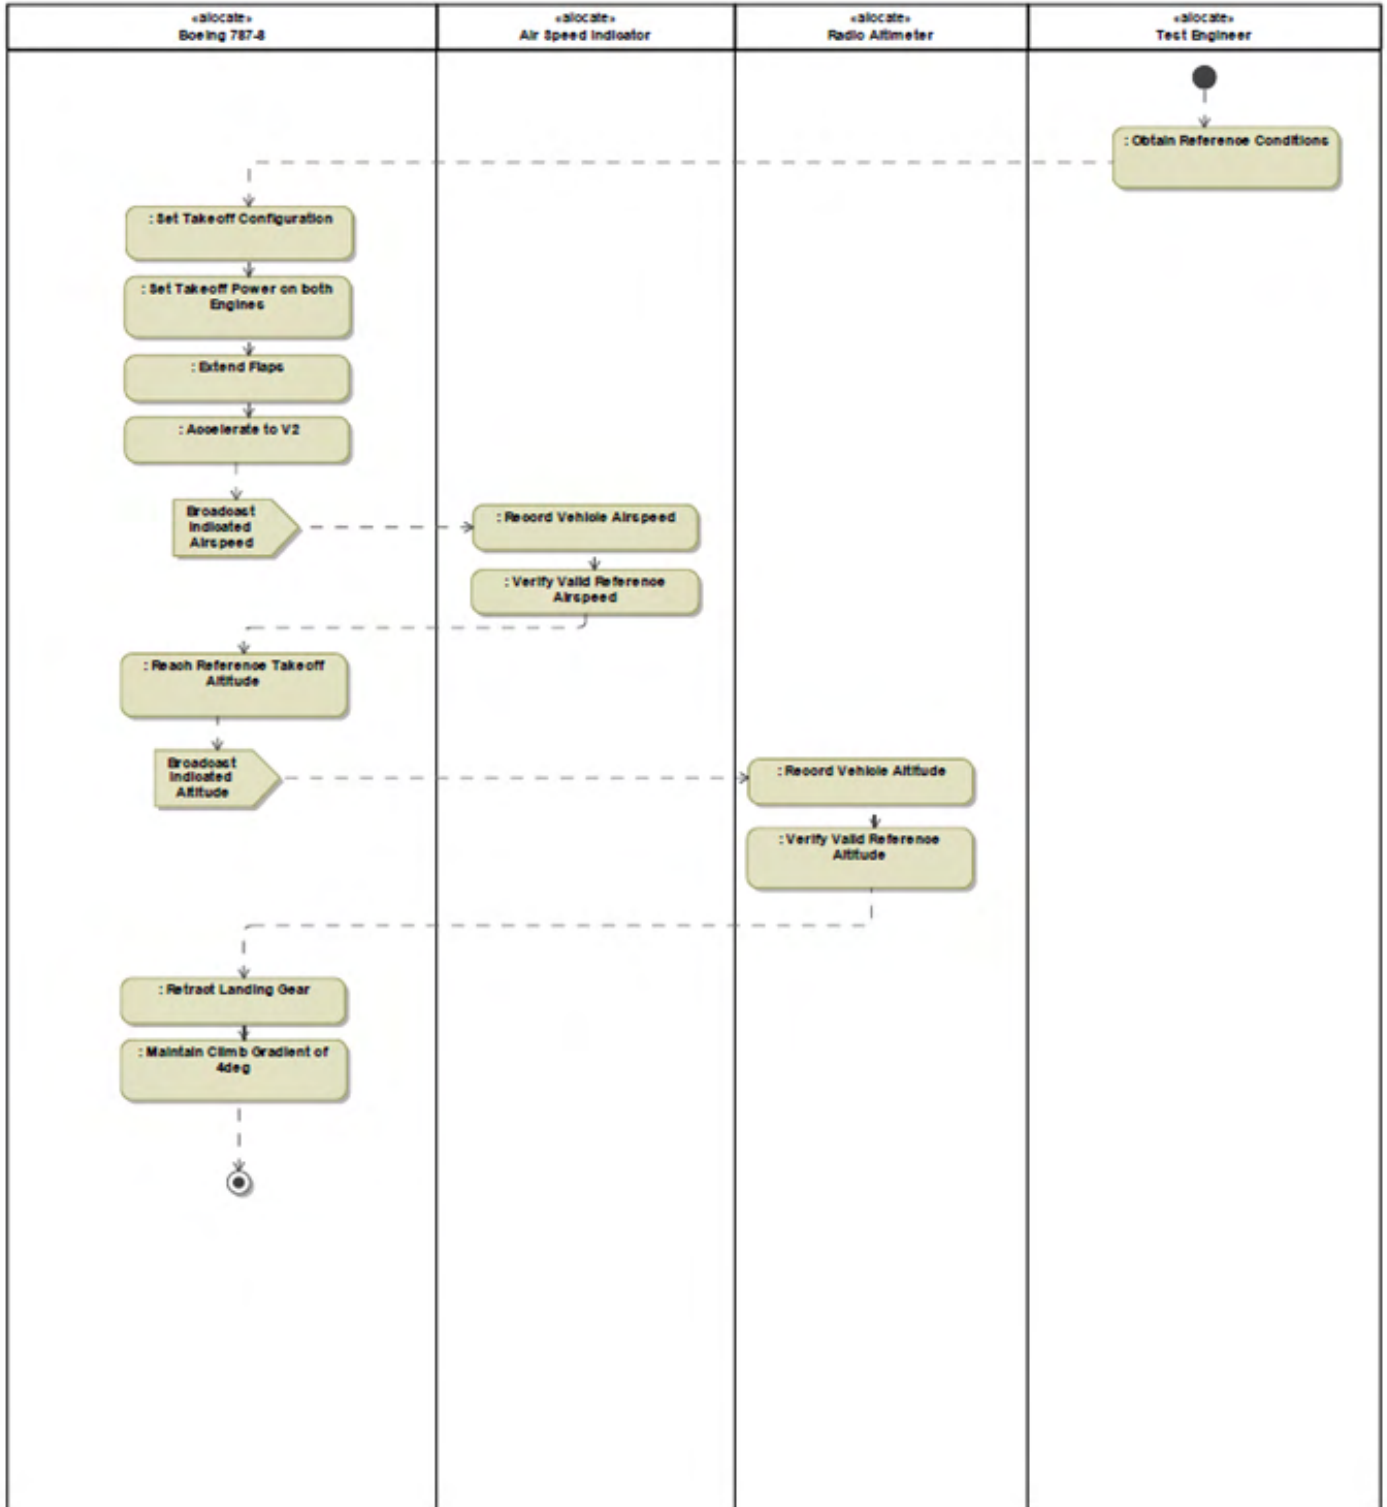 «allocate»
Boeing 787-8
«allocate»
Air Speed Indicator
«allocate»
Radio Altimeter
«allocate»
Test Engineer
: Obtain Reference Conditions
: Set Takeoff Configuration
: Set Takeoff Power on both
Engines
: Extend Flaps
: Accelerate to V2
Broadcast
Indicated
Airspeed
: Record Vehicle Airspeed
: Verify Valid Reference
Airspeed
: Reach Reference Takeoff
Altitude
Broadcast
Indicated
Altitude
: Record Vehicle Altitude
: Verify Valid Reference
Altitude
: Retract Landing Gear
: Maintain Climb Gradient of
4deg